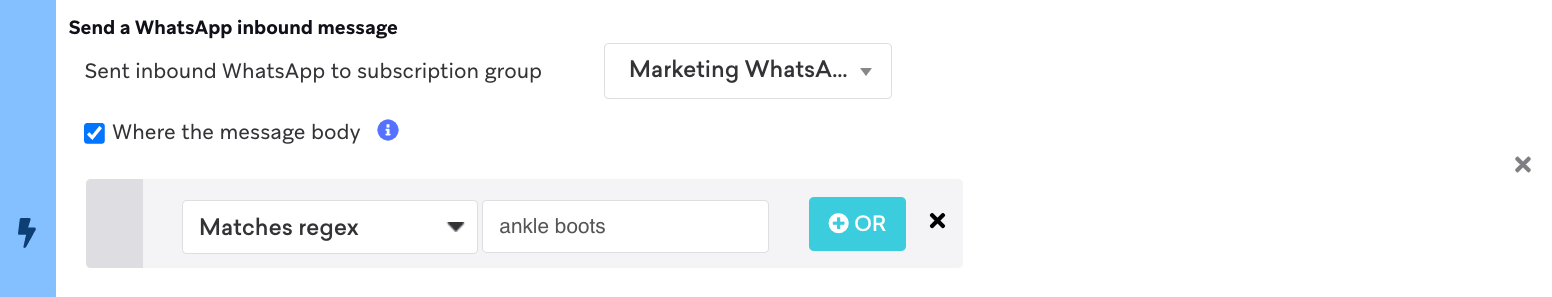 Send a WhatsApp inbound message
Sent inbound WhatsApp to subscription group Marketing WhatsA...
Where the message body
Matches regex ankle boots OR